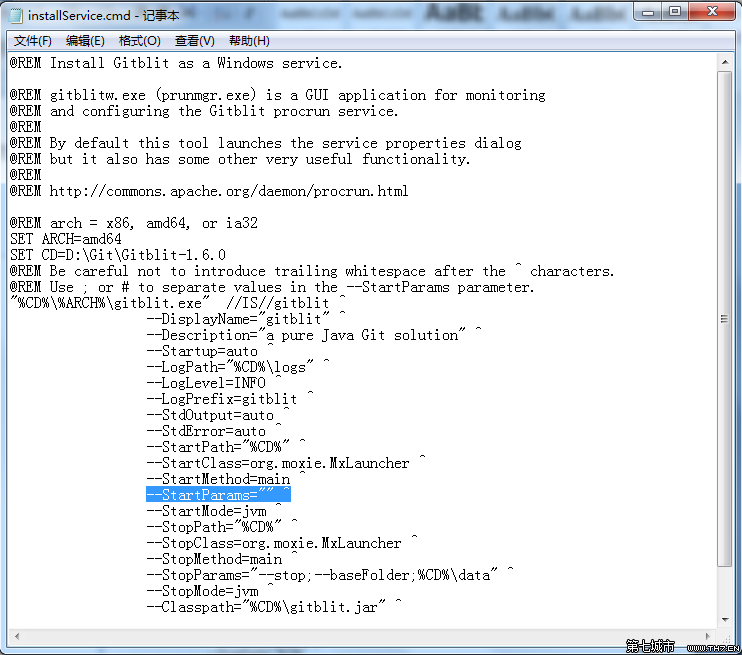 installService.cmd - 记事本
文件(F) 编辑(E) 格式(O) 查看(V) 帮助(H)
@REM Install Gitblit as a Windows service.
@REM gitblitw.exe (prunmgr.exe) is a GUI application for monitoring
@REM and configuring the Gitblit procrun service.
@REM
@REM By default this tool launches the service properties dialog
@REM but it also has some other very useful functionality.
@REM
@REM http://commons.apache.org/daemon/procrun.html
@REM arch = x86, amd64, or ia32
SET ARCH=amd64
SET CD=D:\Git\Gitblit-1.6.0
@REM Be careful not to introduce trailing whitespace after the ^ characters.
@REM Use ; or # to separate values in the --StartParams parameter.
"%CD%\%ARCH%\gitblit.exe" //IS//gitblit ^
--DisplayName="gitblit" ^
--Description="a pure Java Git solution" ^
--Startup=auto ^
--LogPath="%CD%\logs" ^
--LogLevel=INFO ^
--LogPrefix=gitblit ^
--StdOutput=auto ^
--StdError=auto ^
--StartPath="%CD%" ^
--StartClass=org.moxie.MxLauncher ^
--StartMethod=main ^
--StartParams="" ^
--StartMode=jvm ^
--StopPath="%CD%" ^
--StopClass=org.moxie.MxLauncher ^
--StopMethod=main ^
--StopParams="--stop;--baseFolder;%CD%\data" ^
--StopMode=jvm ^
--Classpath="%CD%\gitblit.jar" ^
第七城市 WWW.TH7.CN